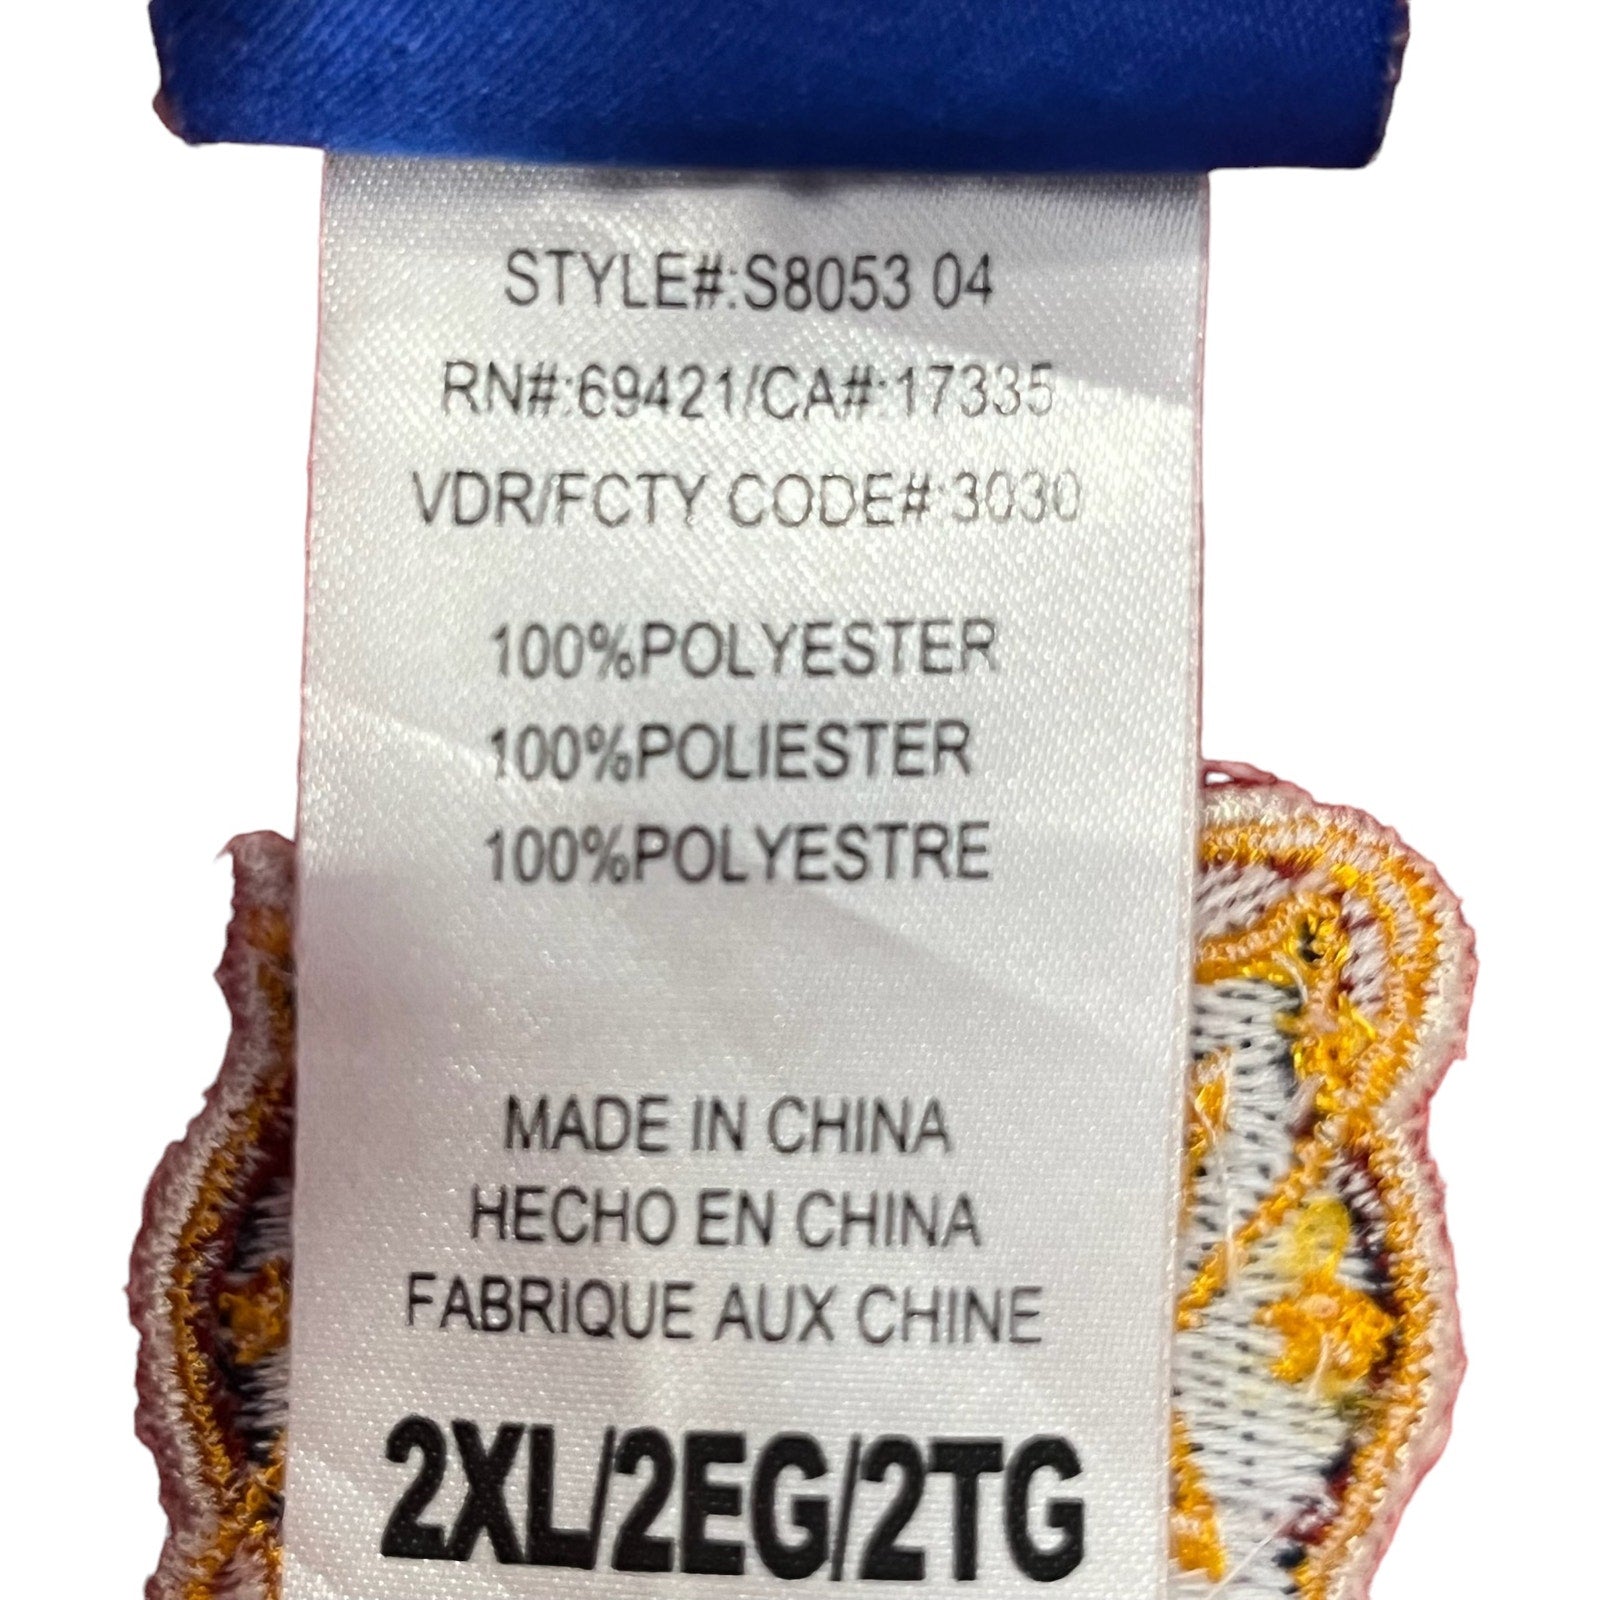 STYLE#:S8053 04
RN#:69421/CA#:17335
VDR/FCTY CODE#:3030
100%POLYESTER
100%POLIESTER
100%POLYESTRE
MADE IN CHINA
HECHO EN CHINA
FABRIQUE AUX CHINE
2XL/2EG/2TG